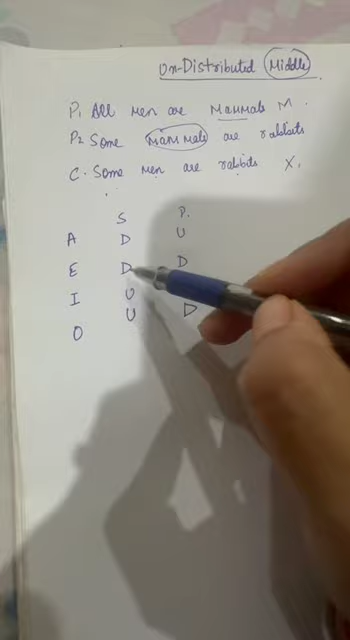 Un-Distributed Middle
P1 All men are Mammals M.
P2 Some mammals are rabbits
C. Some men are rabbits X.
S P.
A D U
E D D
I U
U D
O